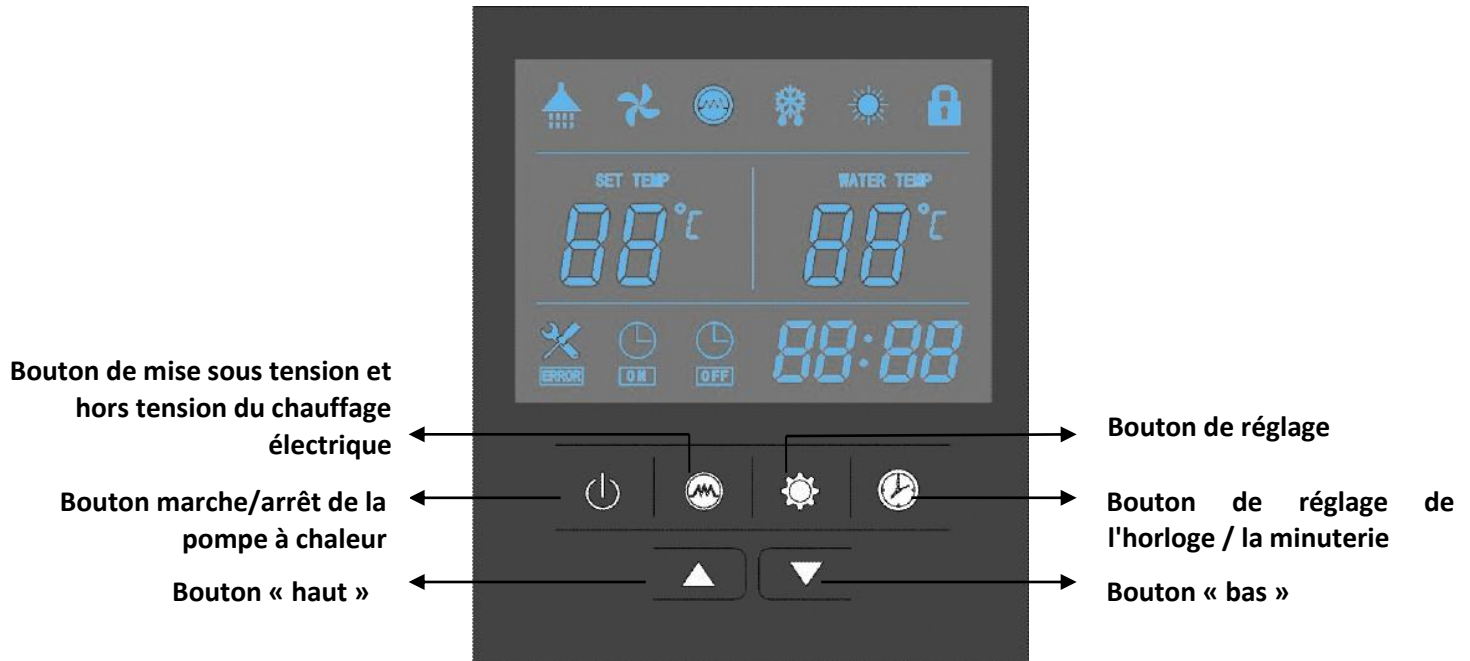 SET TEMP
WATER TEMP
88°C
88°C
ERROR
ON
OFF
88:88
Bouton de mise sous tension et
hors tension du chauffage
électrique
Bouton marche/arrêt de la
pompe à chaleur
Bouton « haut »
Bouton de réglage
Bouton de réglage de
l'horloge / la minuterie
Bouton « bas »